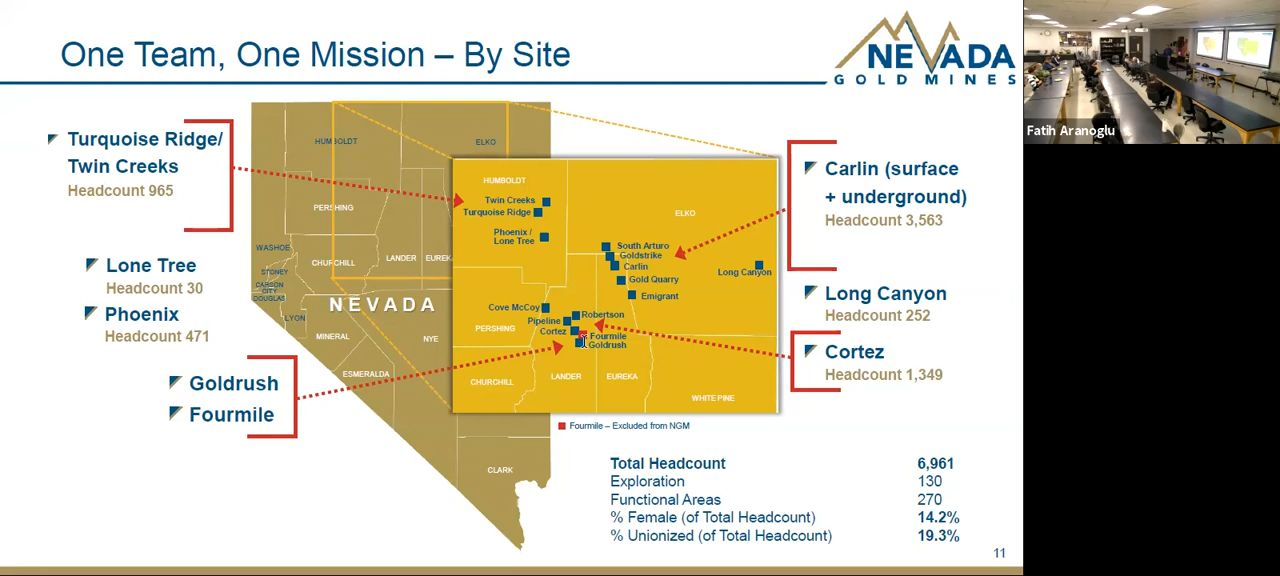 One Team, One Mission – By Site
NEVADA
GOLD MINES
Fatih Aranoglu
Turquoise Ridge/
Twin Creeks
Headcount 965
Lone Tree
Headcount 30
Phoenix
Headcount 471
Goldrush
Fourmile
HUMBOLDT
ELKO
PERSHING
WASHOE
CHURCHILL
LANDER
EUREK
STOREY
CARSON
CITY
DOUGLAS
LYON
NEVADA
MINERAL
NYE
ESMERALDA
CLARK
HUMBOLDT
Twin Creeks
Turquoise Ridge
Phoenix /
Lone Tree
ELKO
South Arturo
Goldstrike
Carlin
Gold Quarry
Emigrant
Long Canyon
Cove McCoy
Robertson
Pipeline
Cortez
PERSHING
Fourmile
Goldrush
CHURCHILL
LANDER
EUREKA
WHITE PINE
Fourmile – Excluded from NGM
Carlin (surface
+ underground)
Headcount 3,563
Long Canyon
Headcount 252
Cortez
Headcount 1,349
Total Headcount 6,961
Exploration 130
Functional Areas 270
% Female (of Total Headcount) 14.2%
% Unionized (of Total Headcount) 19.3%
11